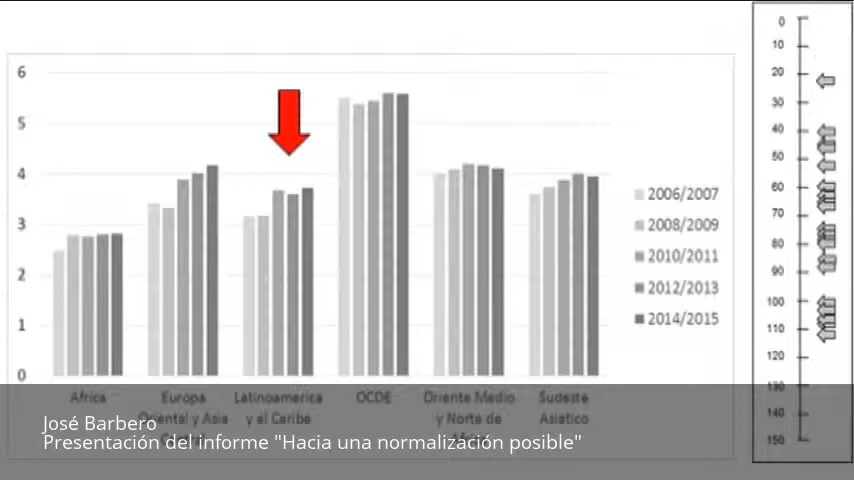 6
5
4
3
2
1
0
Africa
Europa
Oriental y Asia
Latinoamerica
y el Caribe
OCDE
Oriente Medio
y Norte de
Sudeste
Asiatico
2006/2007
2008/2009
2010/2011
2012/2013
2014/2015
0
10
20
30
40
50
60
70
80
90
100
110
120
130
140
150
José Barbero
Presentación del informe "Hacia una normalización posible"